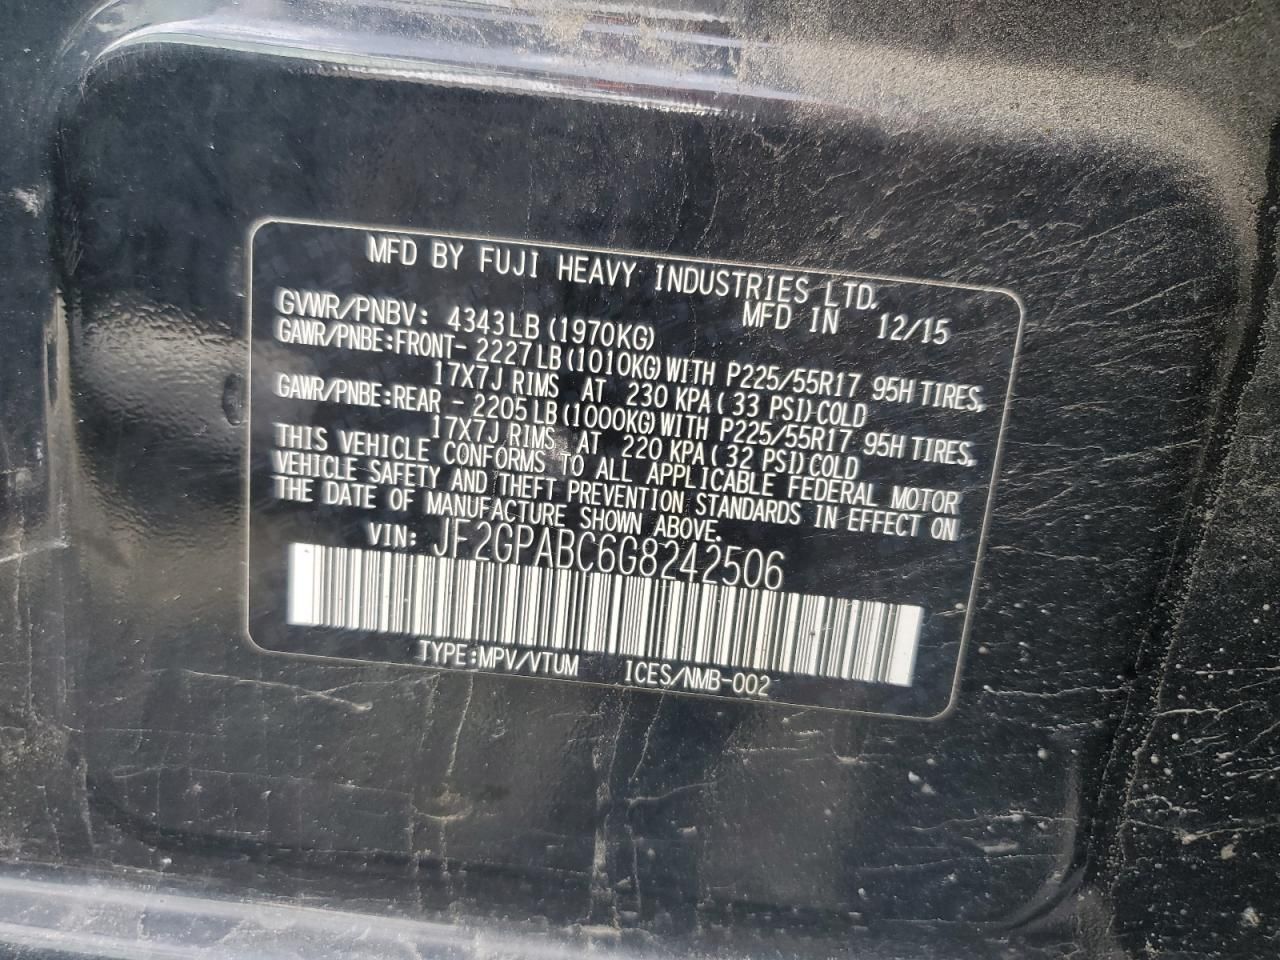 MFD BY FUJI HEAVY INDUSTRIES LTD.
MFD IN 12/15
GVWR/PNBV: 4343LB(1970KG)
GAWR/PNBE:FRONT- 2227LB(1010KG)WITH P225/55R17 95H TIRES,
17X7J RIMS AT 230 KPA(33 PSI)COLD
GAWR/PNBE:REAR - 2205LB(1000KG)WITH P225/55R17 95H TIRES,
17X7J RIMS AT 220 KPA(32 PSI)COLD
THIS VEHICLE CONFORMS TO ALL APPLICABLE FEDERAL MOTOR
VEHICLE SAFETY AND THEFT PREVENTION STANDARDS IN EFFECT ON
THE DATE OF MANUFACTURE SHOWN ABOVE.
VIN: JF2GPABC6G8242506
TYPE:MPV/VTUM ICES/NMB-002